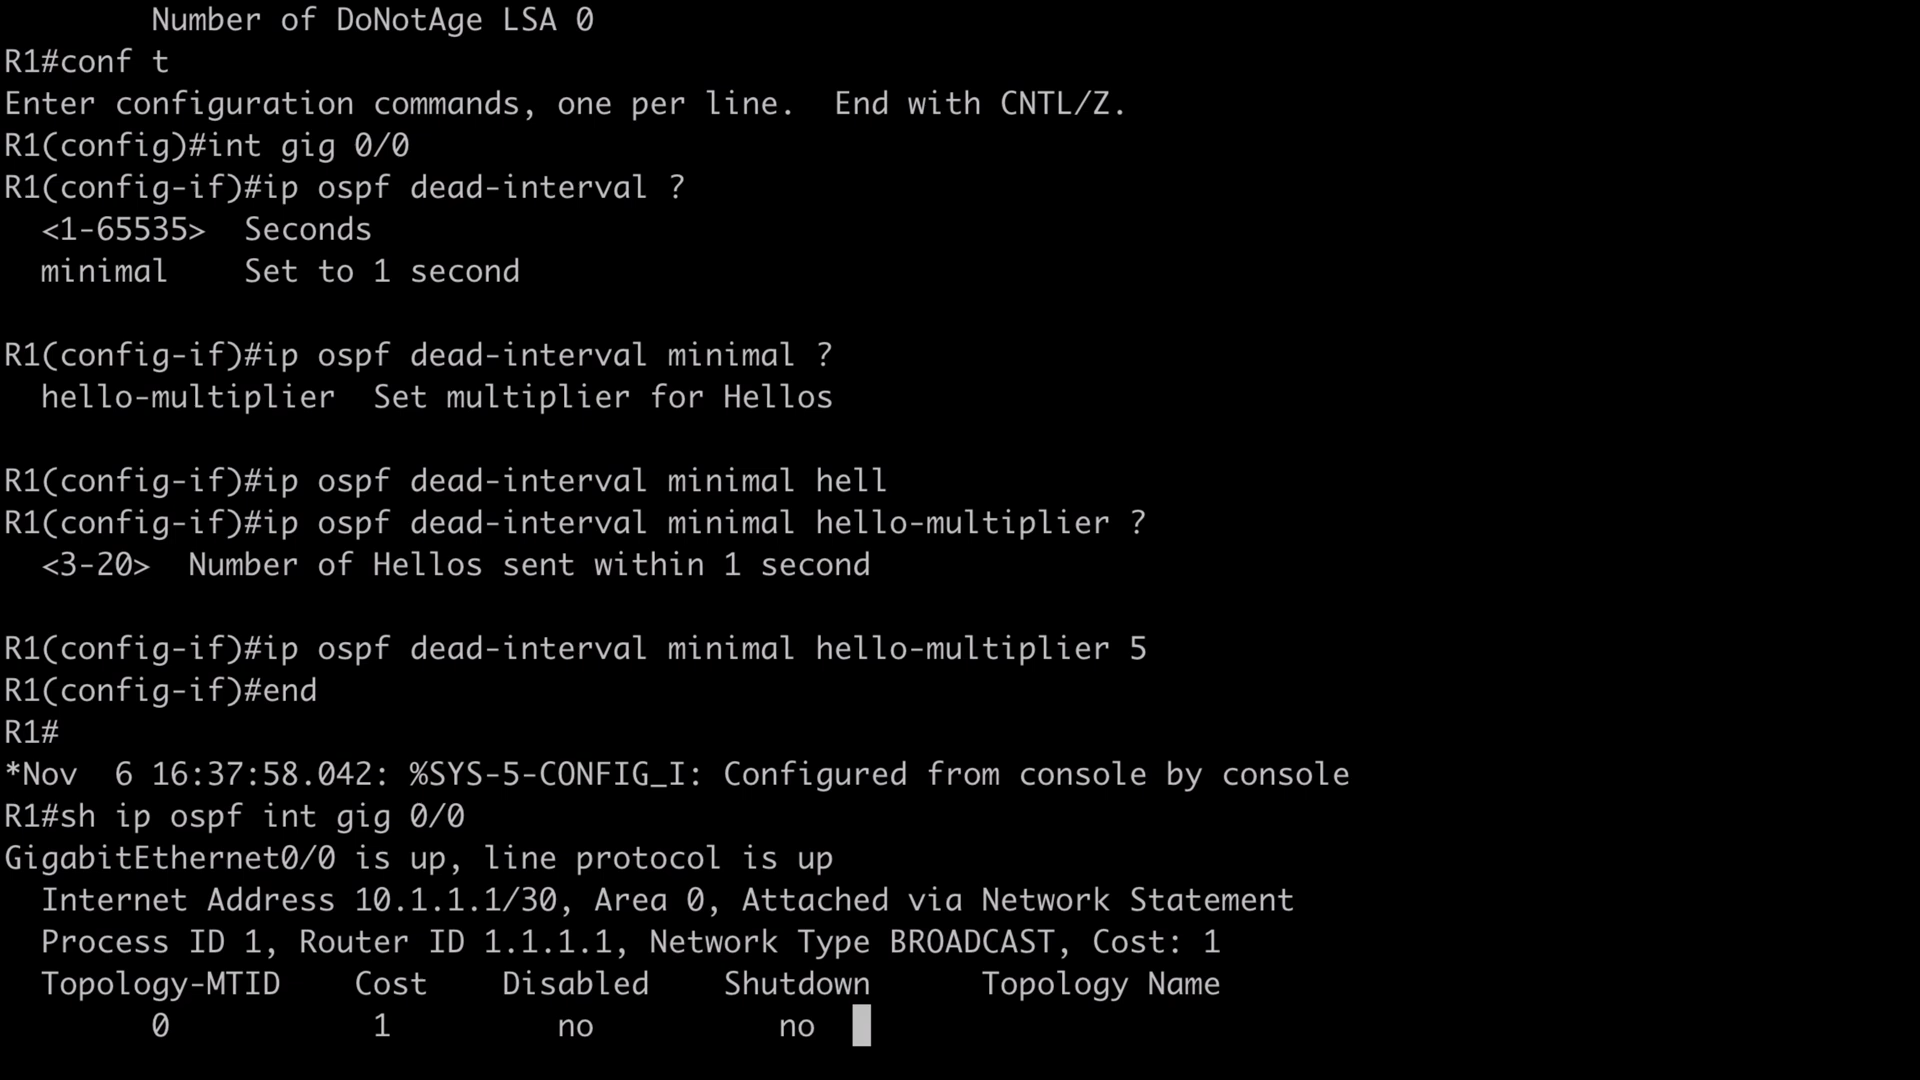 Number of DoNotAge LSA 0
R1#conf t
Enter configuration commands, one per line.  End with CNTL/Z.
R1(config)#int gig 0/0
R1(config-if)#ip ospf dead-interval ?
  <1-65535>  Seconds
  minimal    Set to 1 second
R1(config-if)#ip ospf dead-interval minimal ?
  hello-multiplier  Set multiplier for Hellos
R1(config-if)#ip ospf dead-interval minimal hell
R1(config-if)#ip ospf dead-interval minimal hello-multiplier ?
  <3-20>  Number of Hellos sent within 1 second
R1(config-if)#ip ospf dead-interval minimal hello-multiplier 5
R1(config-if)#end
R1#
*Nov  6 16:37:58.042: %SYS-5-CONFIG_I: Configured from console by console
R1#sh ip ospf int gig 0/0
GigabitEthernet0/0 is up, line protocol is up
  Internet Address 10.1.1.1/30, Area 0, Attached via Network Statement
  Process ID 1, Router ID 1.1.1.1, Network Type BROADCAST, Cost: 1
  Topology-MTID    Cost    Disabled    Shutdown      Topology Name
        0           1         no          no